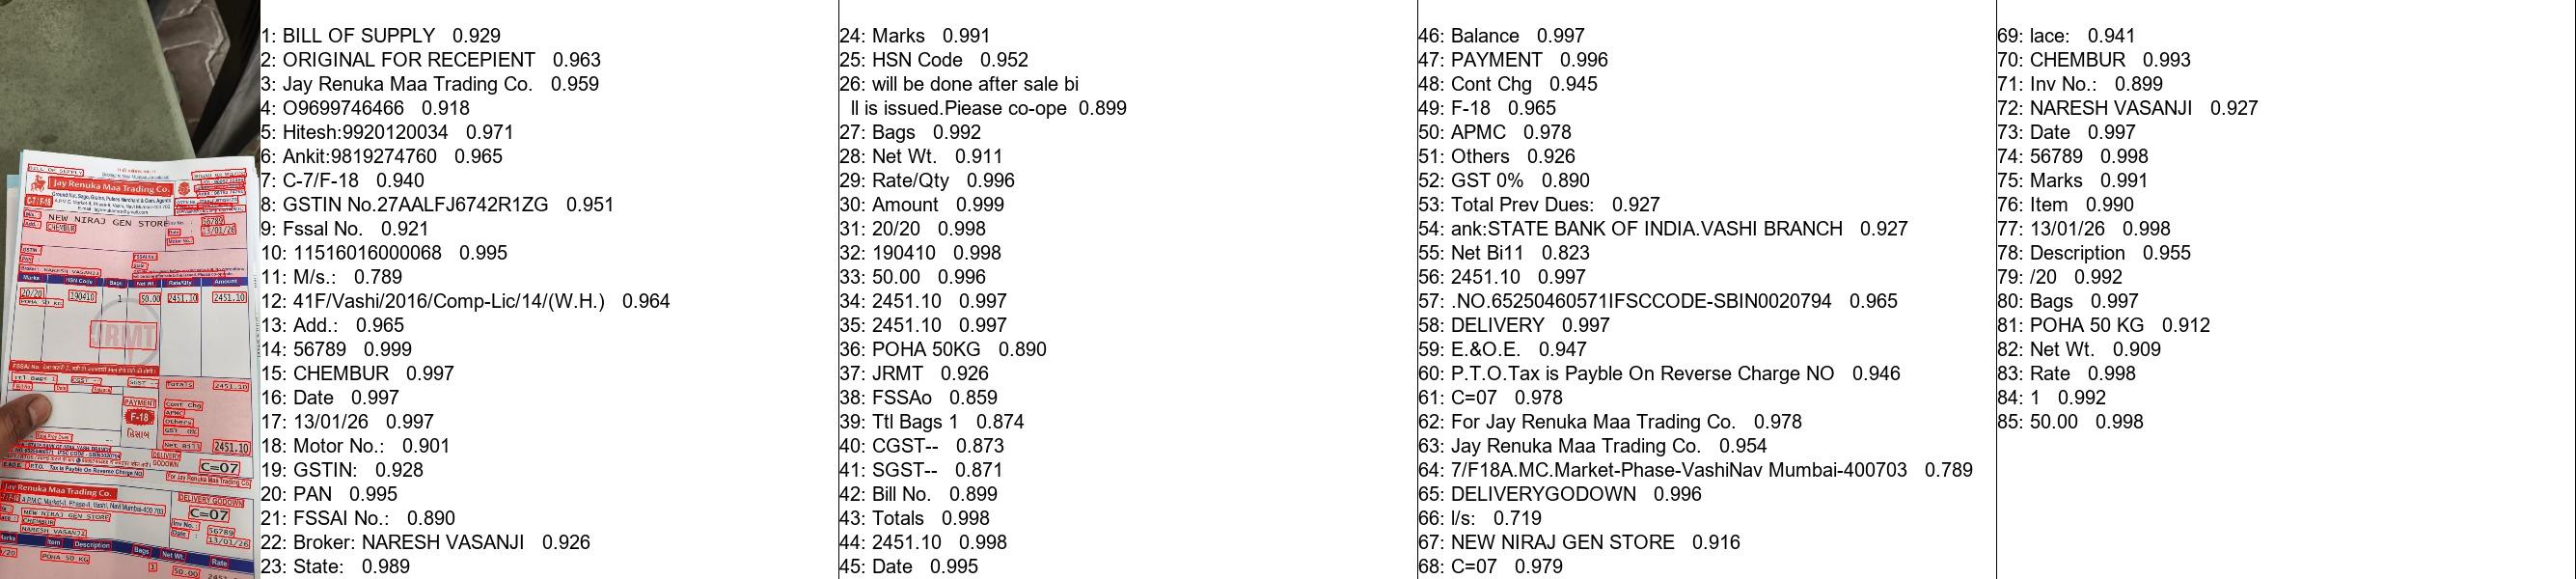 1: BILL OF SUPPLY 0.929
2: ORIGINAL FOR RECEPIENT 0.963
3: Jay Renuka Maa Trading Co. 0.959
4: O9699746466 0.918
5: Hitesh:9920120034 0.971
6: Ankit:9819274760 0.965
7: C-7/F-18 0.940
8: GSTIN No.27AALFJ6742R1ZG 0.951
9: Fssal No. 0.921
10: 11516016000068 0.995
11: M/s.: 0.789
12: 41F/Vashi/2016/Comp-Lic/14/(W.H.) 0.964
13: Add.: 0.965
14: 56789 0.999
15: CHEMBUR 0.997
16: Date 0.997
17: 13/01/26 0.997
18: Motor No.: 0.901
19: GSTIN: 0.928
20: PAN 0.995
21: FSSAI No.: 0.890
22: Broker: NARESH VASANJI 0.926
23: State: 0.989
24: Marks 0.991
25: HSN Code 0.952
26: will be done after sale bi
ll is issued.Piease co-ope 0.899
27: Bags 0.992
28: Net Wt. 0.911
29: Rate/Qty 0.996
30: Amount 0.999
31: 20/20 0.998
32: 190410 0.998
33: 50.00 0.996
34: 2451.10 0.997
35: 2451.10 0.997
36: POHA 50KG 0.890
37: JRMT 0.926
38: FSSAo 0.859
39: Ttl Bags 1 0.874
40: CGST-- 0.873
41: SGST-- 0.871
42: Bill No. 0.899
43: Totals 0.998
44: 2451.10 0.998
45: Date 0.995
46: Balance 0.997
47: PAYMENT 0.996
48: Cont Chg 0.945
49: F-18 0.965
50: APMC 0.978
51: Others 0.926
52: GST 0% 0.890
53: Total Prev Dues: 0.927
54: ank:STATE BANK OF INDIA.VASHI BRANCH 0.927
55: Net Bi11 0.823
56: 2451.10 0.997
57: .NO.65250460571IFSCCODE-SBIN0020794 0.965
58: DELIVERY 0.997
59: E.&O.E. 0.947
60: P.T.O.Tax is Payble On Reverse Charge NO 0.946
61: C=07 0.978
62: For Jay Renuka Maa Trading Co. 0.978
63: Jay Renuka Maa Trading Co. 0.954
64: 7/F18A.MC.Market-Phase-VashiNav Mumbai-400703 0.789
65: DELIVERYGODOWN 0.996
66: l/s: 0.719
67: NEW NIRAJ GEN STORE 0.916
68: C=07 0.979
69: lace: 0.941
70: CHEMBUR 0.993
71: Inv No.: 0.899
72: NARESH VASANJI 0.927
73: Date 0.997
74: 56789 0.998
75: Marks 0.991
76: Item 0.990
77: 13/01/26 0.998
78: Description 0.955
79: /20 0.992
80: Bags 0.997
81: POHA 50 KG 0.912
82: Net Wt. 0.909
83: Rate 0.998
84: 1 0.992
85: 50.00 0.998